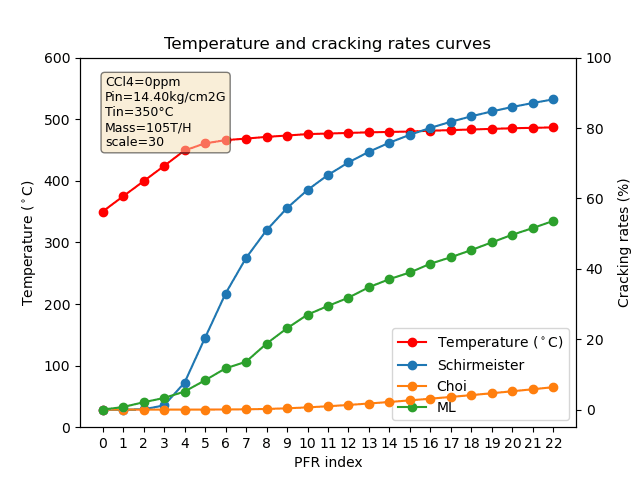 Temperature and cracking rates curves
CCl4=0ppm
Pin=14.40kg/cm2G
Tin=350°C
Mass=105T/H
scale=30
600
500
400
300
200
100
0
Temperature (°C)
100
80
60
40
20
0
Cracking rates (%)
Temperature (°C)
Schirmeister
Choi
ML
0 1 2 3 4 5 6 7 8 9 10 11 12 13 14 15 16 17 18 19 20 21 22
PFR index